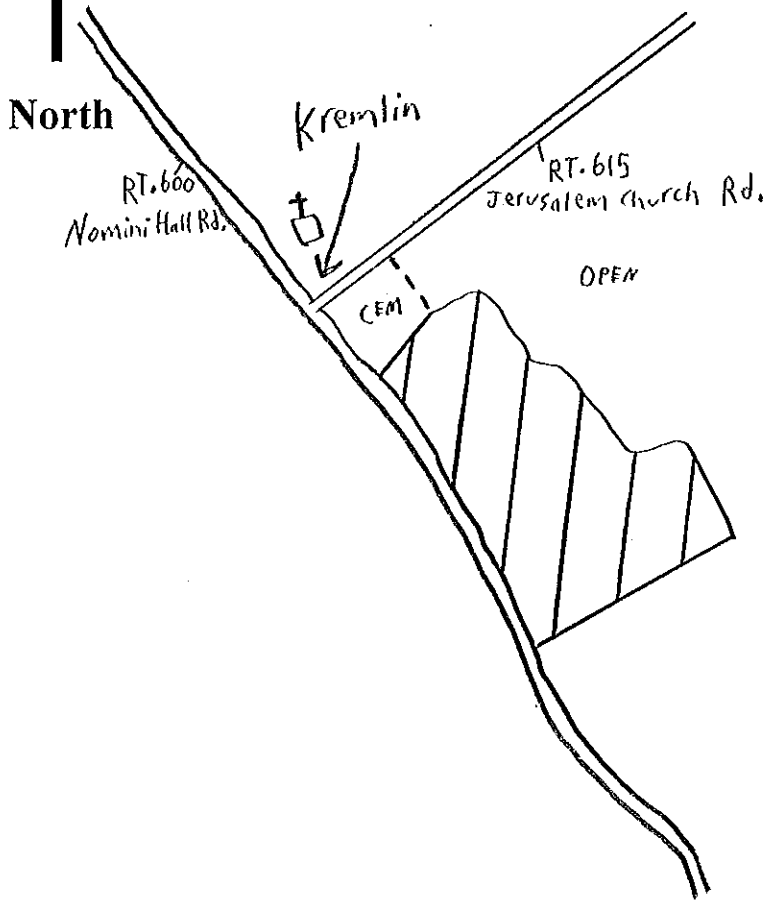 North
Kremlin
RT.600
Nomini Hall Rd.
RT.615
Jerusalem Church Rd.
OPEN
CEM